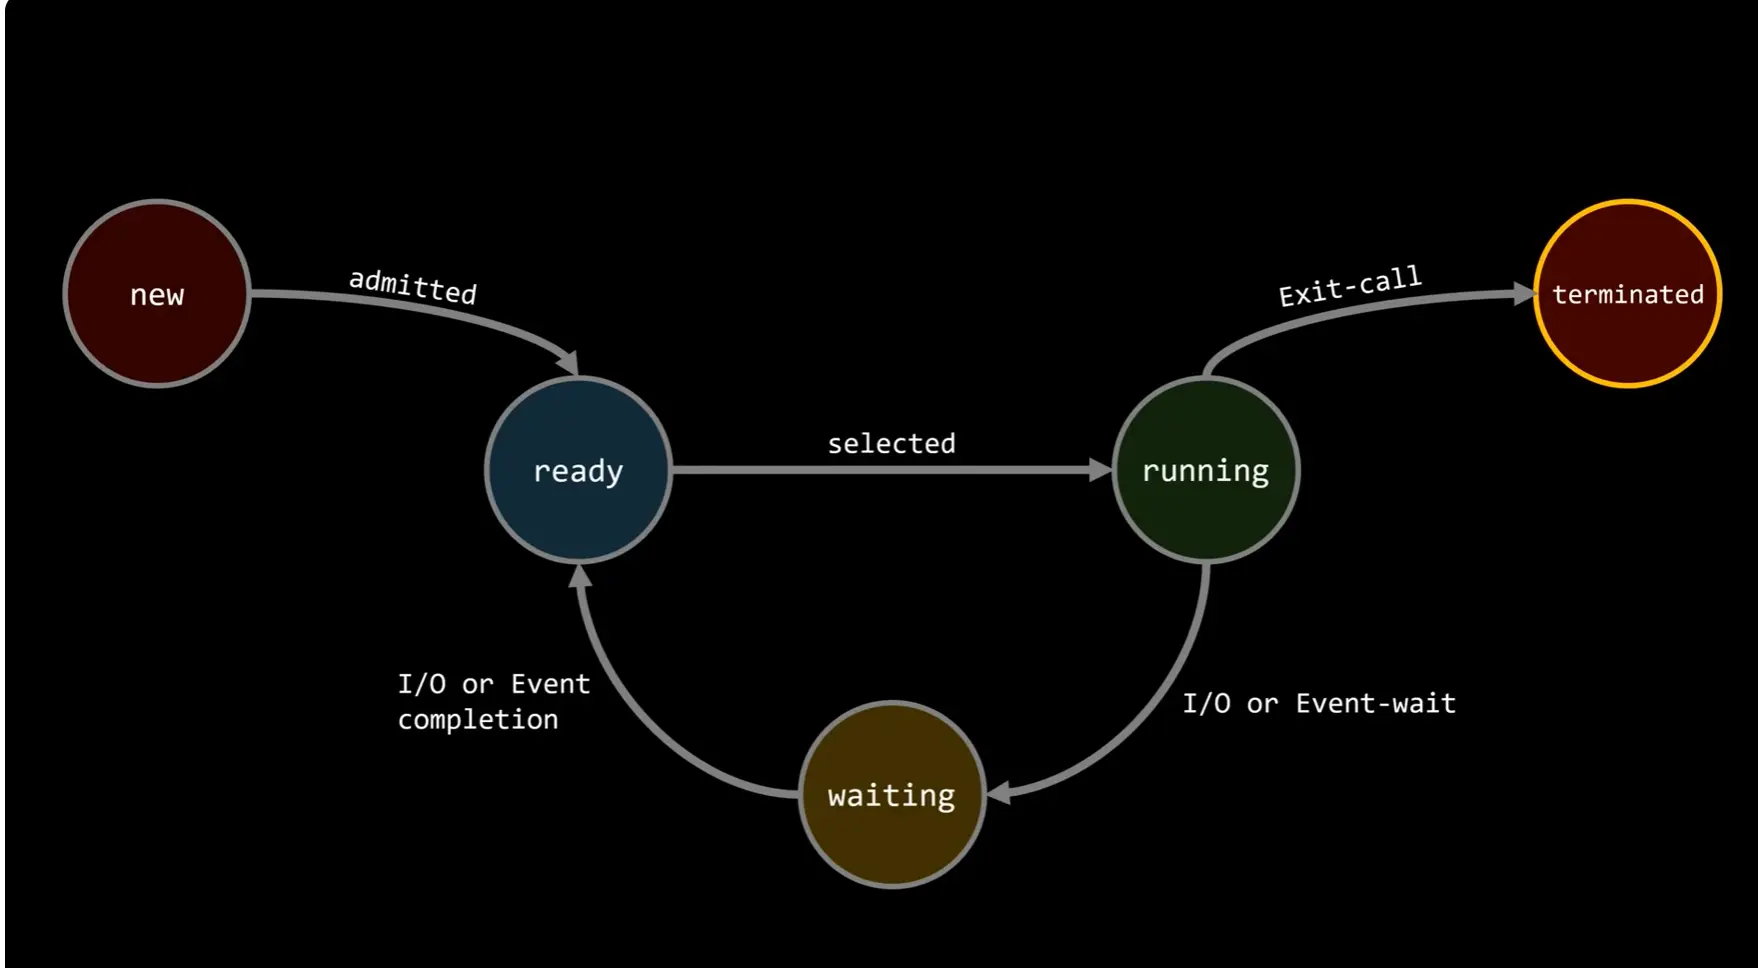 new
admitted
ready
selected
running
Exit-call
terminated
I/O or Event-wait
waiting
I/O or Event
completion